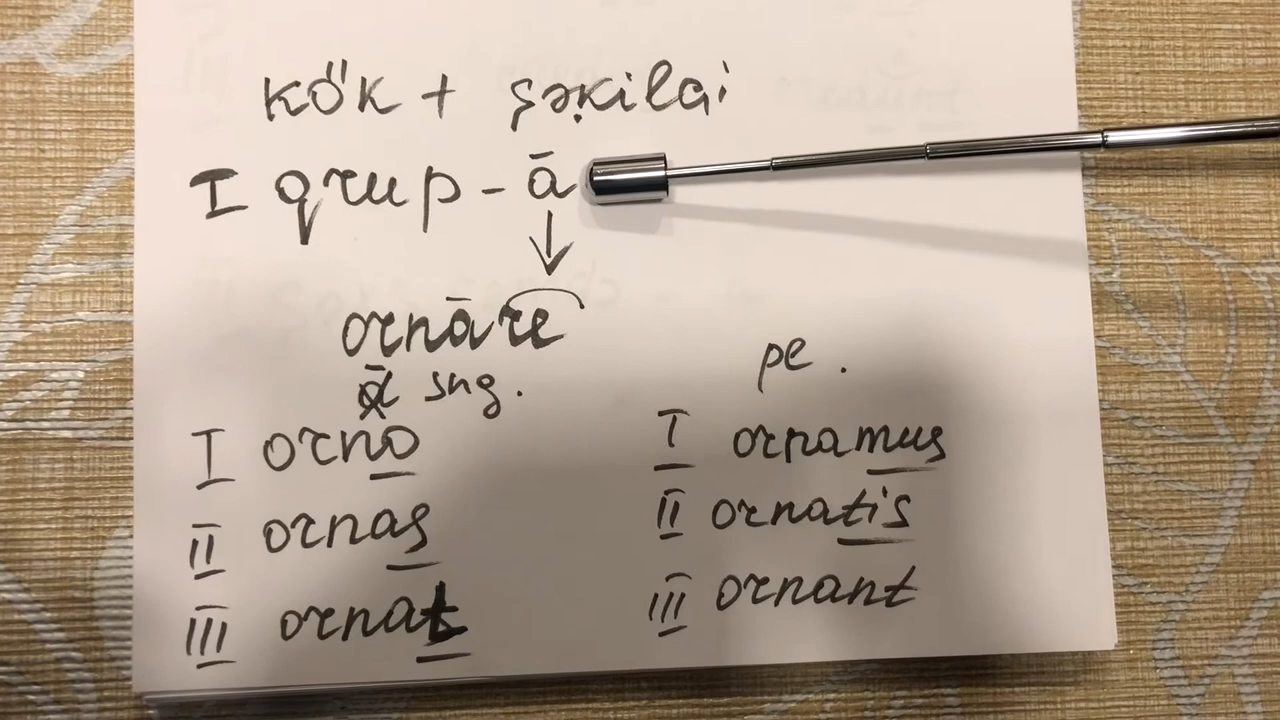 kök + şəkilçi
I qrup - ā
ornāre
sng.
pe.
I orno
I ornamus
II ornas
II ornatis
III ornat
III ornant